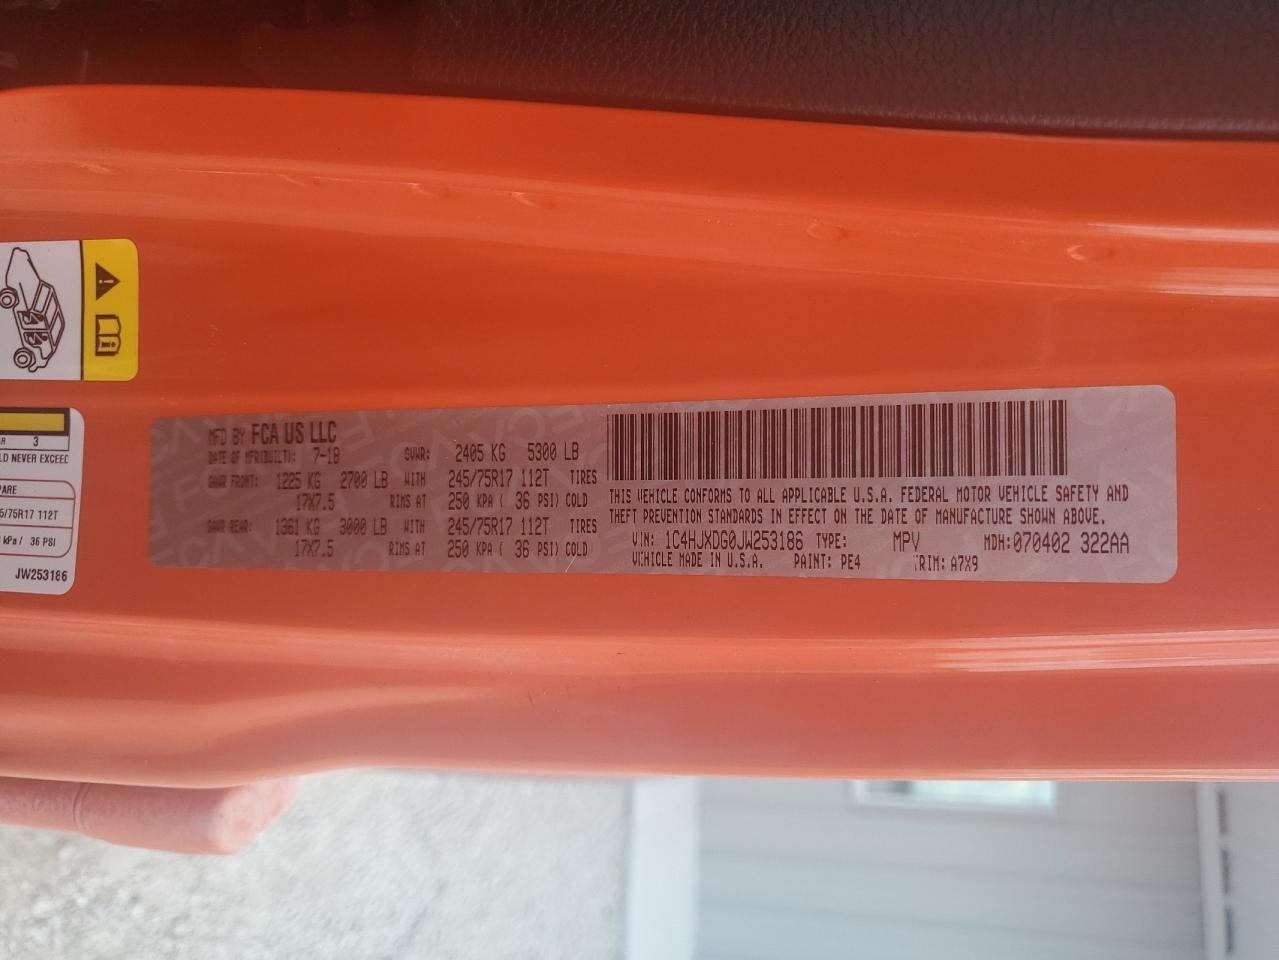 MFD BY FCA US LLC
DATE OF MFR(BUILT): 7-18 GVWR: 2405 KG 5300 LB
GAWR FRONT: 1225 KG 2700 LB WITH 245/75R17 112T TIRES
17X7.5 RIMS AT 250 KPA ( 36 PSI) COLD
GAWR REAR: 1361 KG 3000 LB WITH 245/75R17 112T TIRES
17X7.5 RIMS AT 250 KPA ( 36 PSI) COLD
THIS VEHICLE CONFORMS TO ALL APPLICABLE U.S.A. FEDERAL MOTOR VEHICLE SAFETY AND
THEFT PREVENTION STANDARDS IN EFFECT ON THE DATE OF MANUFACTURE SHOWN ABOVE.
VIN: 1C4HJXDG0JW253186 TYPE: MPV MDH:070402 322AA
VEHICLE MADE IN U.S.A. PAINT: PE4 TRIM: A7X9
R 3
LD NEVER EXCEED
PARE
5/75R17 112T
kPa / 36 PSI
JW253186